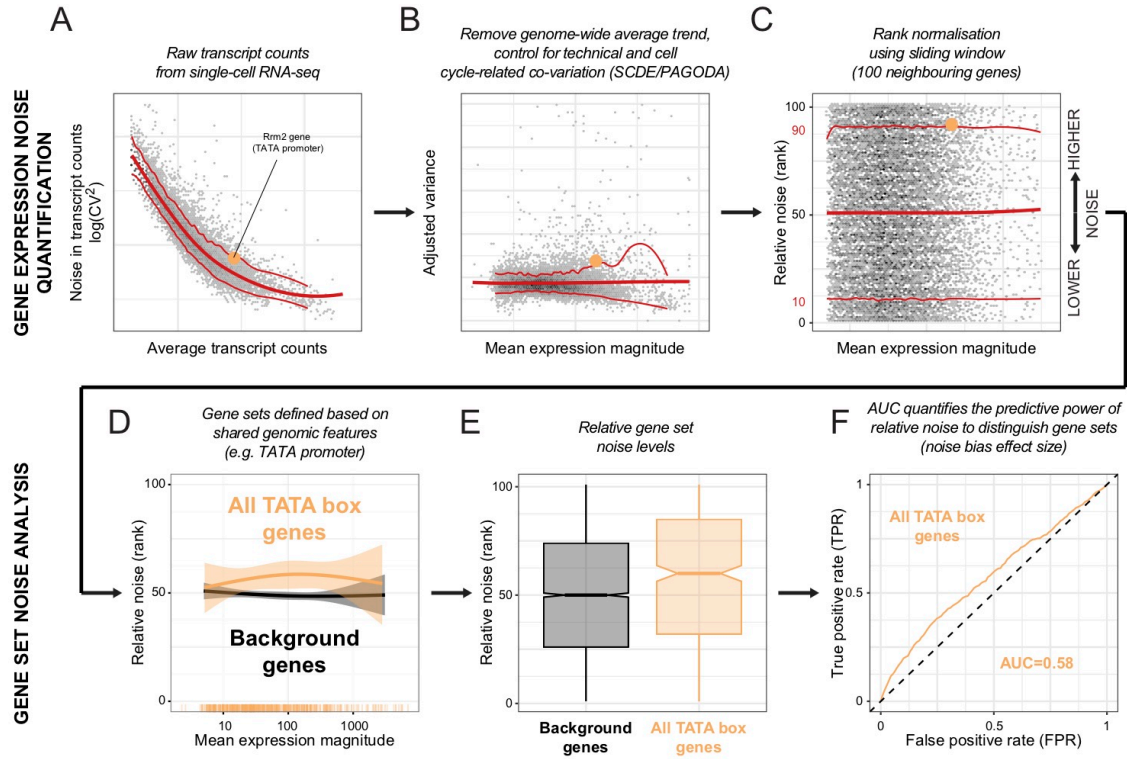 A
Raw transcript counts
from single-cell RNA-seq
B
Remove genome-wide average trend,
control for technical and cell
cycle-related co-variation (SCDE/PAGODA)
C
Rank normalisation
using sliding window
(100 neighbouring genes)
GENE EXPRESSION NOISE
QUANTIFICATION
Noise in transcript counts
log(CV²)
Rrm2 gene
(TATA promoter)
Average transcript counts
Adjusted variance
Mean expression magnitude
Relative noise (rank)
100
90
50
10
0
Mean expression magnitude
LOWER
NOISE
HIGHER
GENE SET NOISE ANALYSIS
D
Gene sets defined based on
shared genomic features
(e.g. TATA promoter)
Relative noise (rank)
100
50
0
All TATA box
genes
Background
genes
10
100
1000
Mean expression magnitude
E
Relative gene set
noise levels
Relative noise (rank)
100
50
0
Background
genes
All TATA box
genes
F
AUC quantifies the predictive power of
relative noise to distinguish gene sets
(noise bias effect size)
True positive rate (TPR)
1
0.5
0
All TATA box
genes
AUC=0.58
0
0.5
1
False positive rate (FPR)